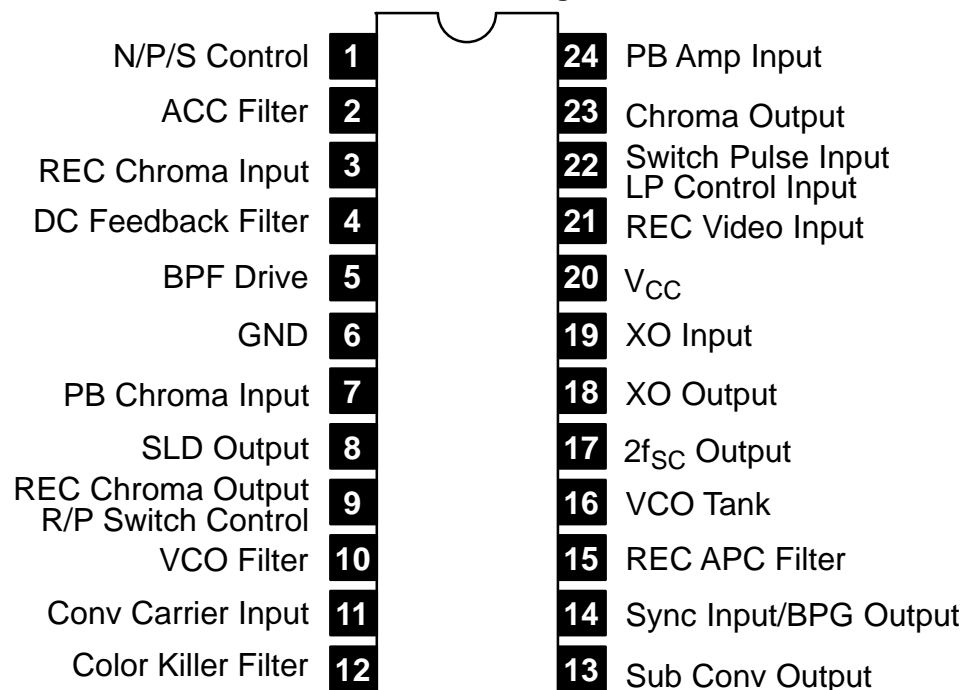 N/P/S Control 1
ACC Filter 2
REC Chroma Input 3
DC Feedback Filter 4
BPF Drive 5
GND 6
PB Chroma Input 7
SLD Output 8
REC Chroma Output
R/P Switch Control 9
VCO Filter 10
Conv Carrier Input 11
Color Killer Filter 12
24 PB Amp Input
23 Chroma Output
22 Switch Pulse Input
LP Control Input
21 REC Video Input
20 VCC
19 XO Input
18 XO Output
17 2fSC Output
16 VCO Tank
15 REC APC Filter
14 Sync Input/BPG Output
13 Sub Conv Output